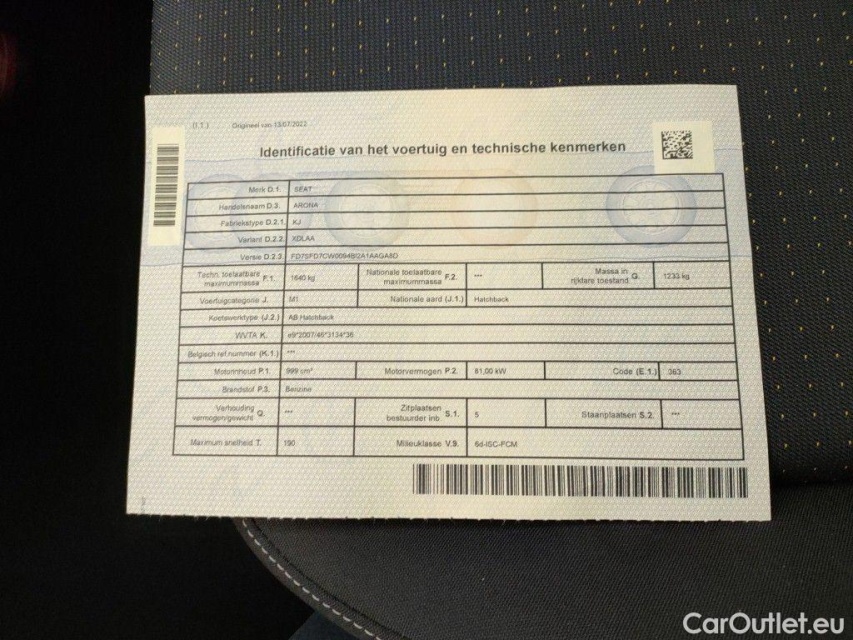 (I.T.) Origineel van 13/07/2022
Identificatie van het voertuig en technische kenmerken
Merk D.1. SEAT
Handelsnaam D.3. ARONA
Fabriekstype D.2.1. KJ
Variant D.2.2. XDLAA
Versie D.2.3.
Techn. toelaatbare maximummassa F.1. 1640 kg Nationale toelaatbare maximummassa F.2. --- Massa in rijklare toestand G. 1233 kg
Voertuigcategorie J. M1 Nationale aard (J.1.) Hatchback
Koetswerktype (J.2.) AB Hatchback
WVTA K. e9*2007/46*3134*36
Belgisch ref.nummer (K.1.) ---
Motorinhoud P.1. 999 cm³ Motorvermogen P.2. 81,00 kW Code (E.1.) 363
Brandstof P.3. Benzine
Verhouding vermogen/gewicht Q. --- Zitplaatsen bestuurder inb. S.1. 5 Staanplaatsen S.2. ---
Maximum snelheid T. 190 Milieuklasse V.9. 6d-ISC-FCM
CarOutlet.eu